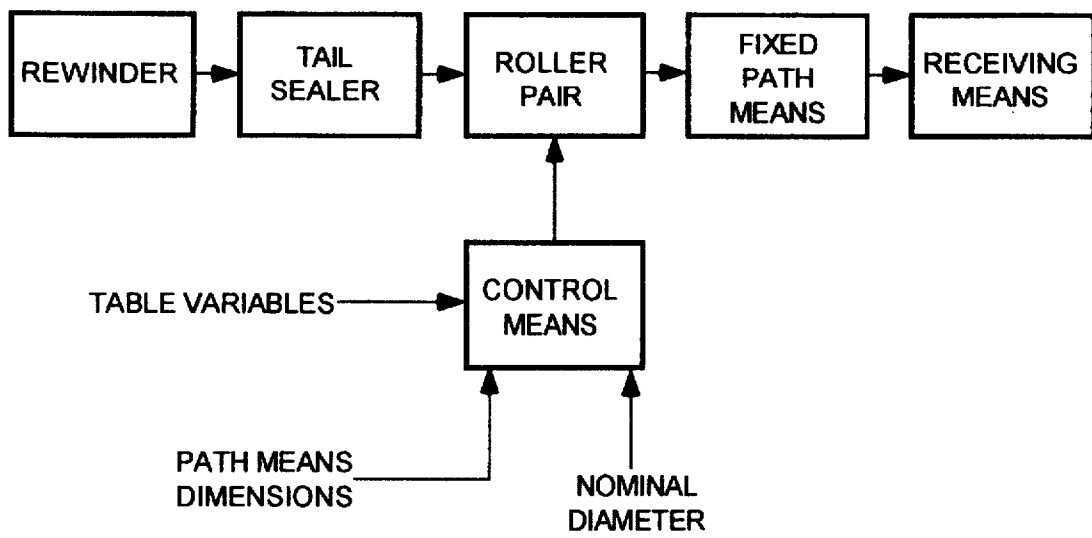 REWINDER
TAIL
SEALER
ROLLER
PAIR
FIXED
PATH
MEANS
RECEIVING
MEANS
TABLE VARIABLES
CONTROL
MEANS
PATH MEANS
DIMENSIONS
NOMINAL
DIAMETER